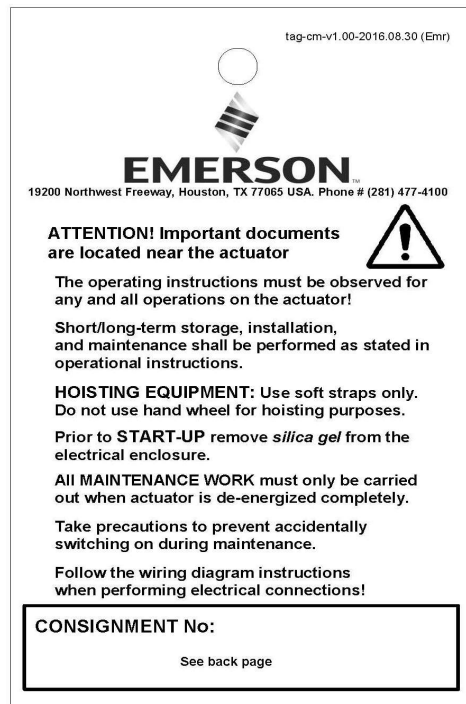 tag-cm-v1.00-2016.08.30 (Emr)
EMERSON™
19200 Northwest Freeway, Houston, TX 77065 USA. Phone # (281) 477-4100
ATTENTION! Important documents
are located near the actuator
The operating instructions must be observed for
any and all operations on the actuator!
Short/long-term storage, installation,
and maintenance shall be performed as stated in
operational instructions.
HOISTING EQUIPMENT: Use soft straps only.
Do not use hand wheel for hoisting purposes.
Prior to START-UP remove silica gel from the
electrical enclosure.
All MAINTENANCE WORK must only be carried
out when actuator is de-energized completely.
Take precautions to prevent accidentally
switching on during maintenance.
Follow the wiring diagram instructions
when performing electrical connections!
CONSIGNMENT No:
See back page